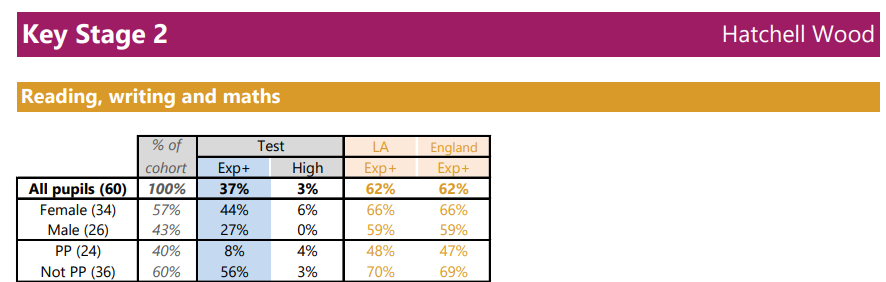 Key Stage 2 Hatchell Wood
Reading, writing and maths
% of Test LA England
cohort Exp+ High Exp+ Exp+
All pupils (60) 100% 37% 3% 62% 62%
Female (34) 57% 44% 6% 66% 66%
Male (26) 43% 27% 0% 59% 59%
PP (24) 40% 8% 4% 48% 47%
Not PP (36) 60% 56% 3% 70% 69%